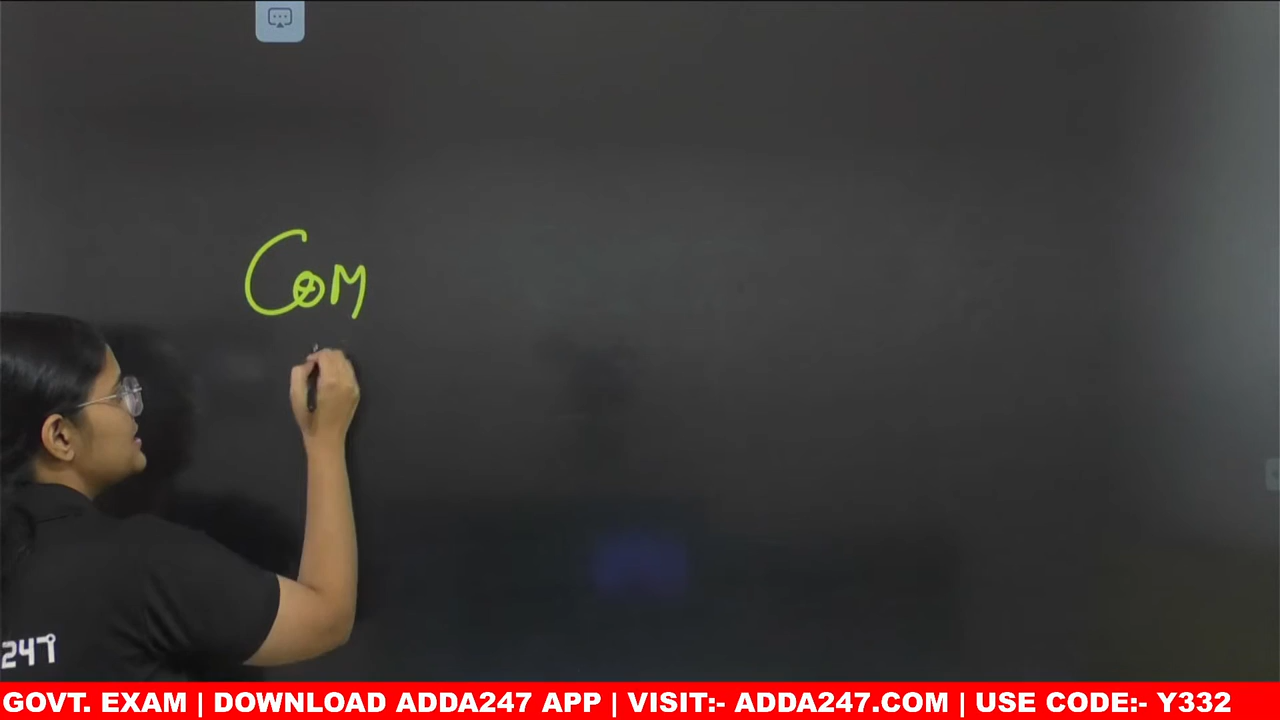 COM
247
GOVT. EXAM | DOWNLOAD ADDA247 APP | VISIT:- ADDA247.COM | USE CODE:- Y332